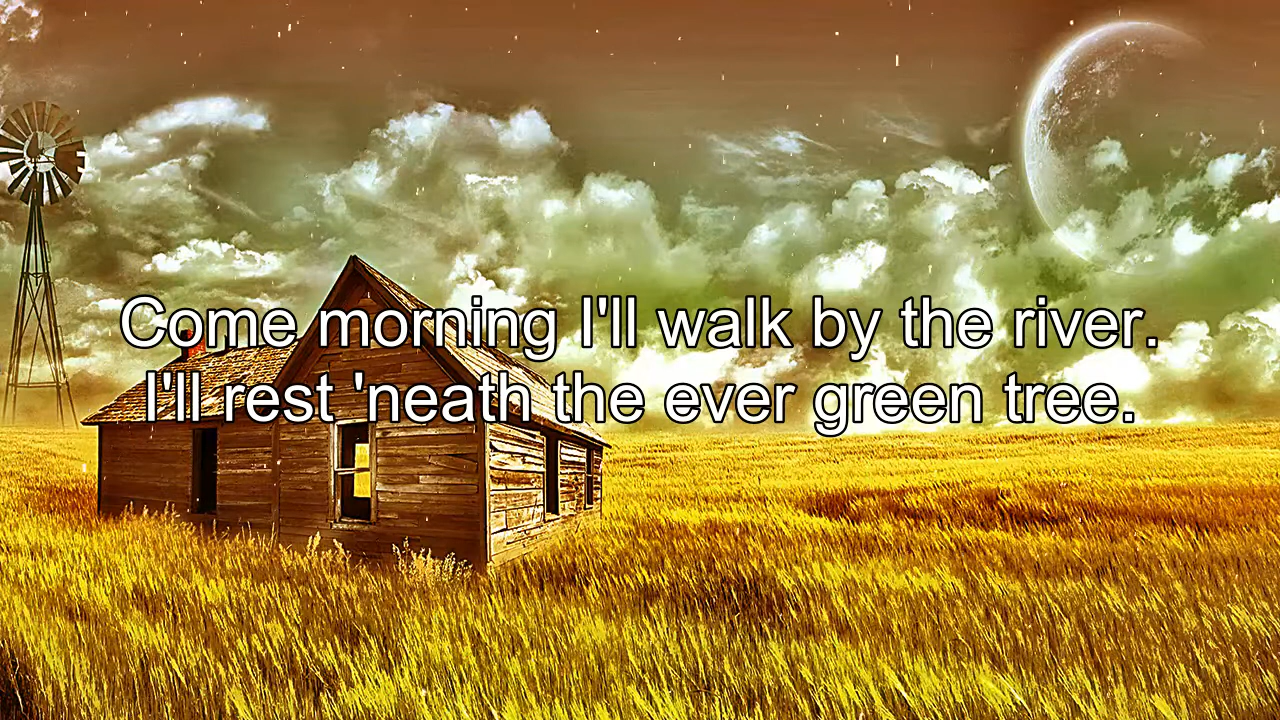 Come morning I'll walk by the river.
I'll rest 'neath the ever green tree.